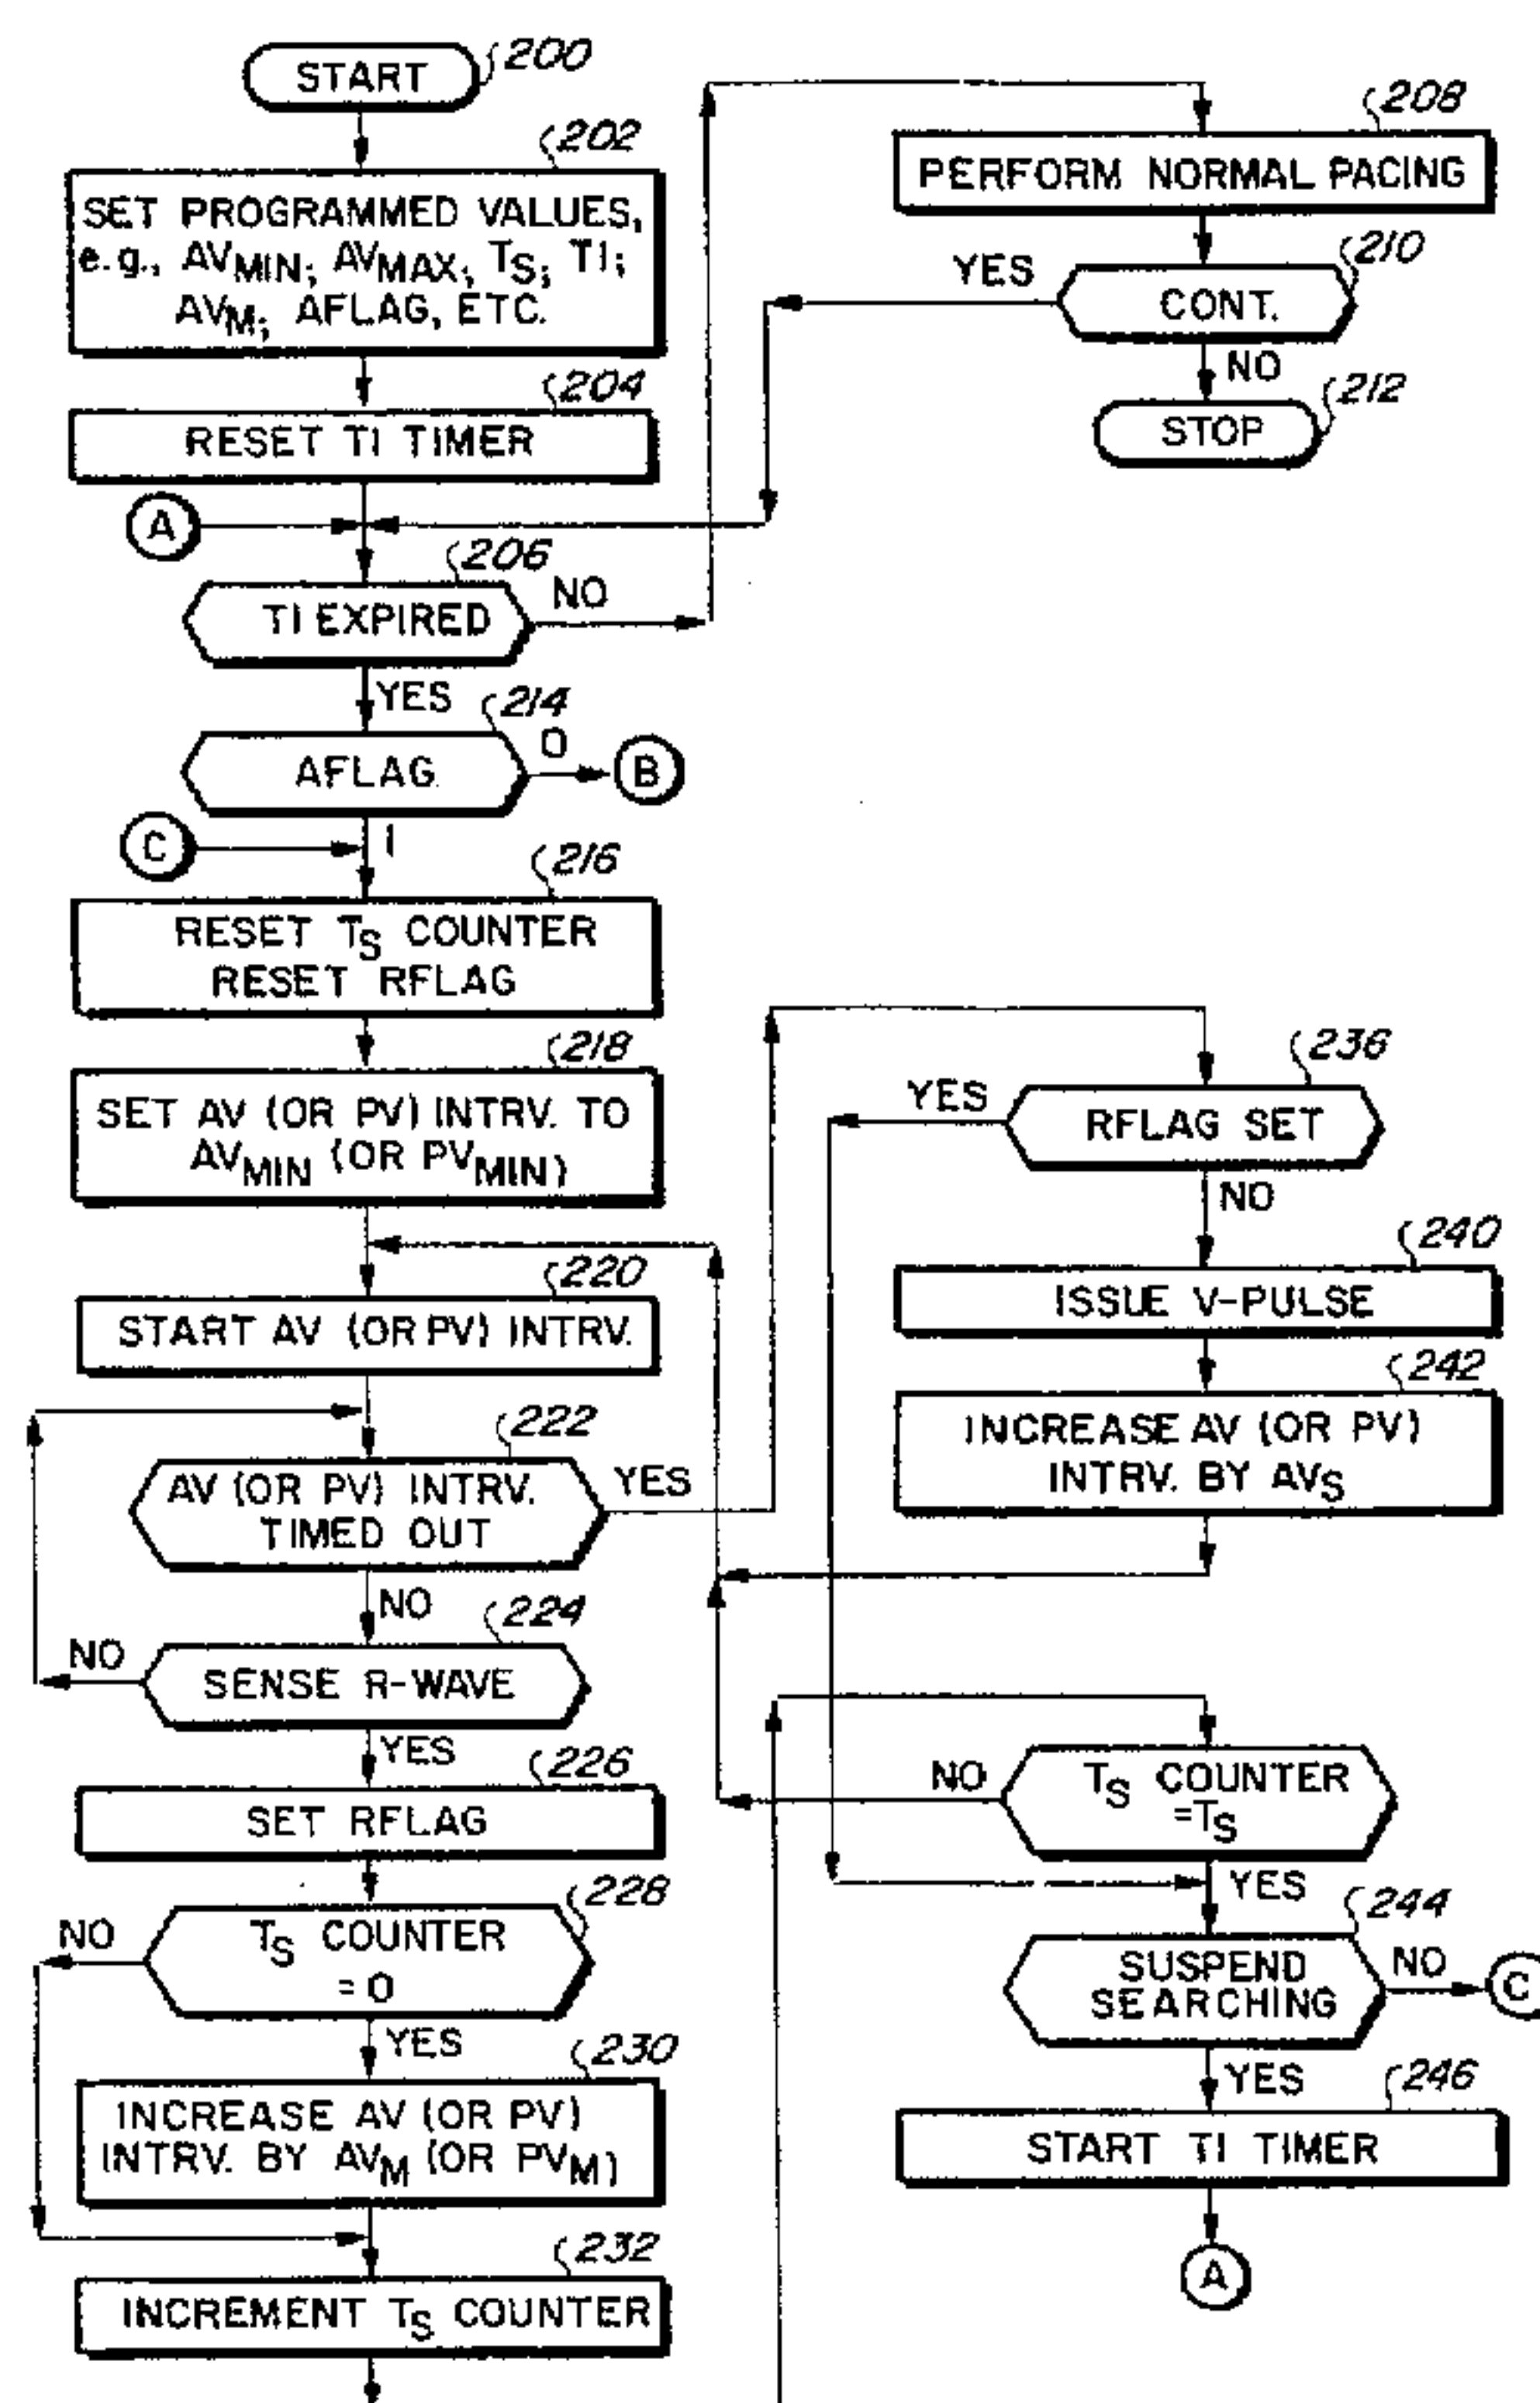 START
200
202
SET PROGRAMMED VALUES,
e.g., AVMIN; AVMAX; TS; T1;
AVM; AFLAG, ETC.
204
RESET T1 TIMER
A
206
T1 EXPIRED
NO
YES
208
PERFORM NORMAL PACING
210
CONT.
YES
NO
212
STOP
214
AFLAG
0
B
C
1
216
RESET TS COUNTER
RESET RFLAG
218
SET AV (OR PV) INTRV. TO
AVMIN (OR PVMIN)
220
START AV (OR PV) INTRV.
222
AV (OR PV) INTRV.
TIMED OUT
YES
NO
224
SENSE R-WAVE
NO
YES
226
SET RFLAG
228
TS COUNTER
= 0
NO
YES
230
INCREASE AV (OR PV)
INTRV. BY AVM (OR PVM)
232
INCREMENT TS COUNTER
236
RFLAG SET
YES
NO
240
ISSUE V-PULSE
242
INCREASE AV (OR PV)
INTRV. BY AVS
TS COUNTER
=TS
NO
YES
244
SUSPEND
SEARCHING
NO
C
YES
246
START T1 TIMER
A